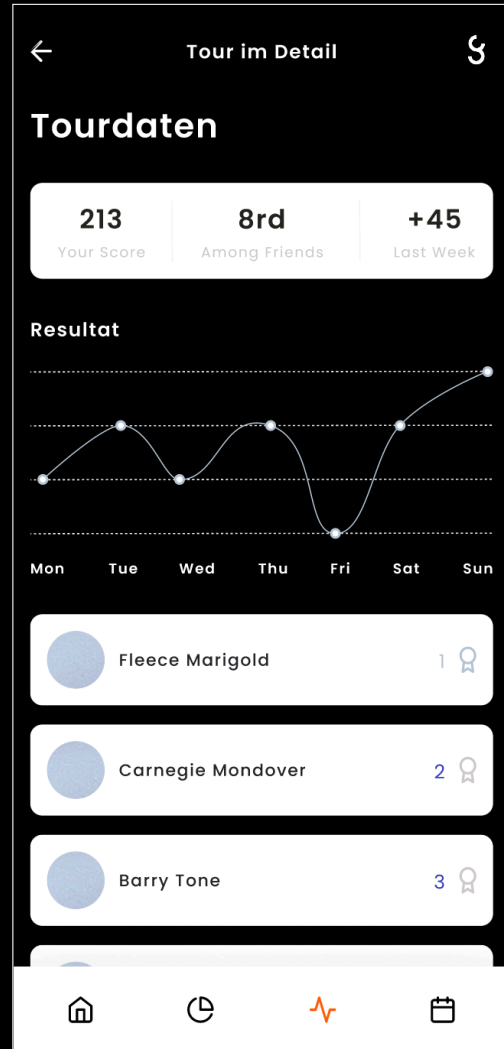 Tour im Detail
Tourdaten
213 8rd +45
Your Score Among Friends Last Week
Resultat
Mon Tue Wed Thu Fri Sat Sun
Fleece Marigold 1
Carnegie Mondover 2
Barry Tone 3